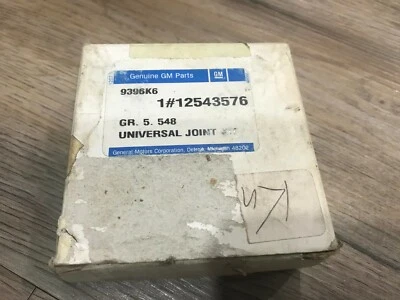 Genuine GM Parts GM
9396K6
1#12543576
GR. 5. 548
UNIVERSAL JOINT
General Motors Corporation, Detroit, Michigan 48202